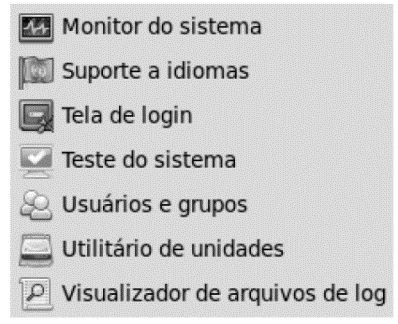 Monitor do sistema
Suporte a idiomas
Tela de login
Teste do sistema
Usuários e grupos
Utilitário de unidades
Visualizador de arquivos de log